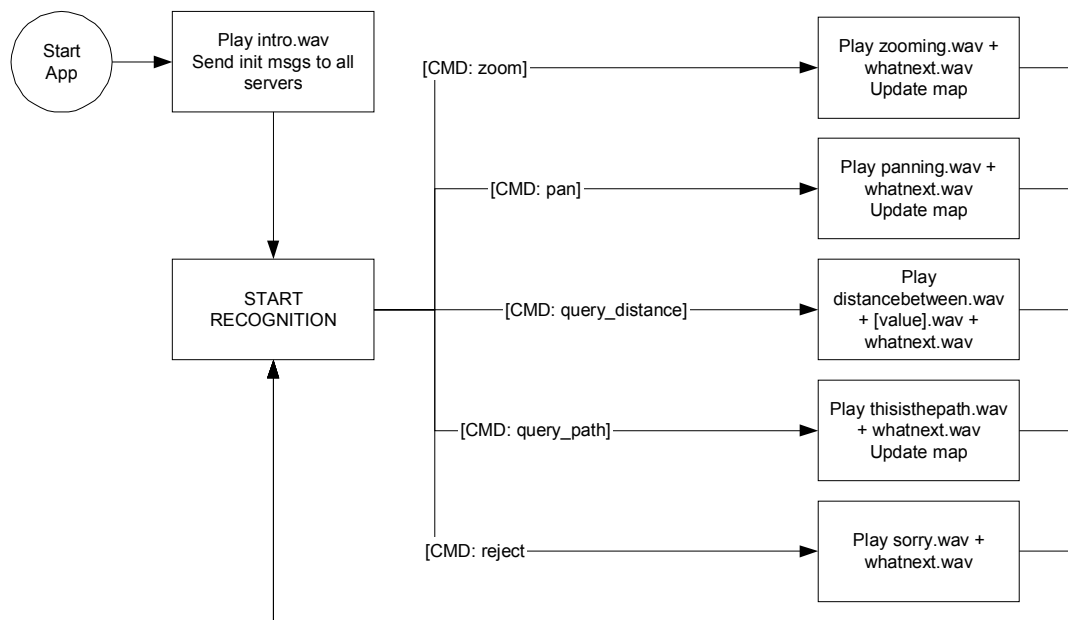 Start
App
Play intro.wav
Send init msgs to all
servers
[CMD: zoom]
Play zooming.wav +
whatnext.wav
Update map
[CMD: pan]
Play panning.wav +
whatnext.wav
Update map
START
RECOGNITION
[CMD: query_distance]
Play
distancebetween.wav
+ [value].wav +
whatnext.wav
[CMD: query_path]
Play thisisthepath.wav
+ whatnext.wav
Update map
[CMD: reject
Play sorry.wav +
whatnext.wav